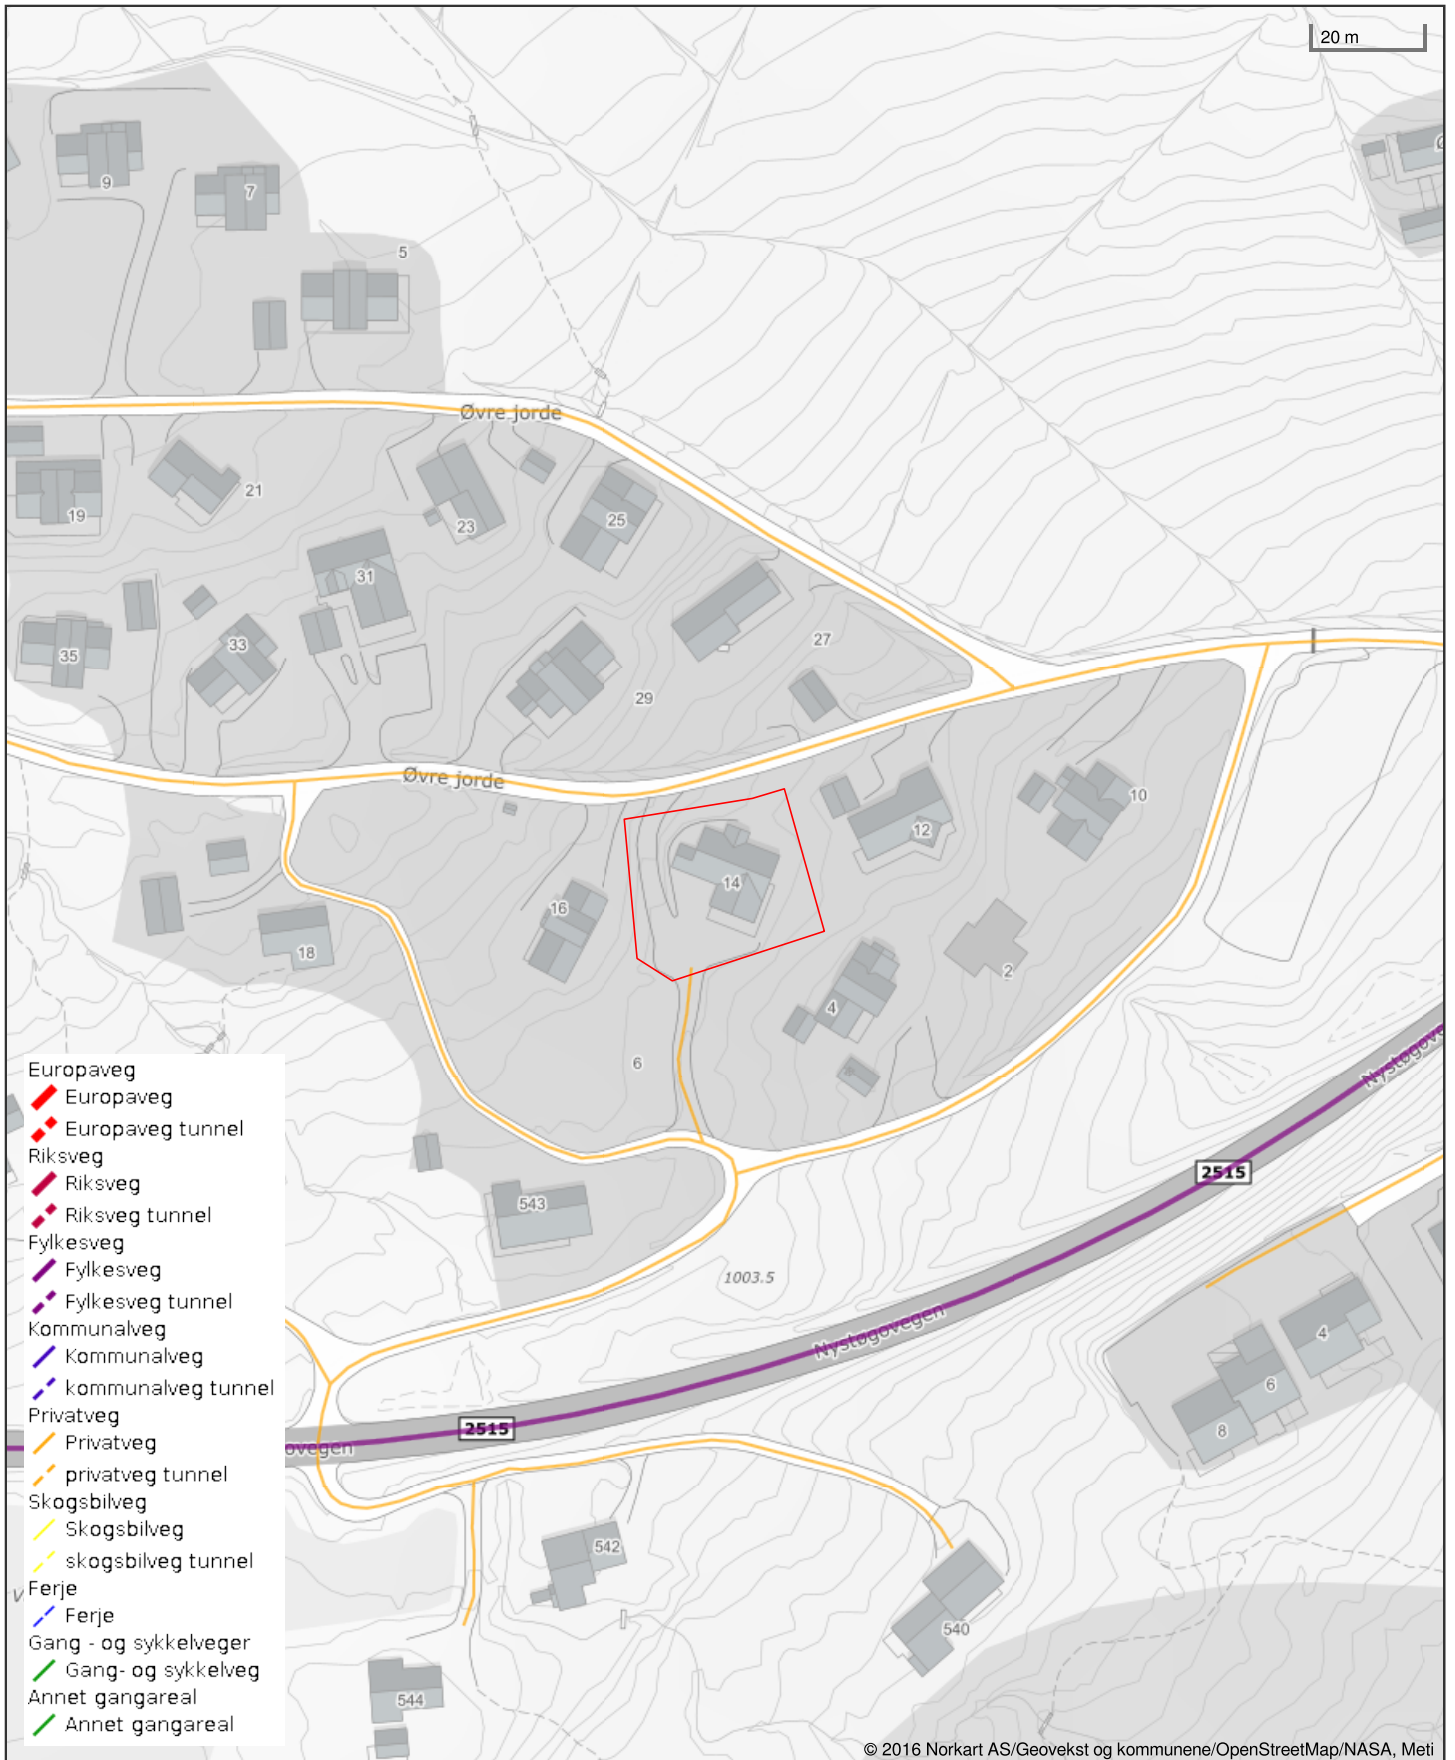 20 m
9
7
5
Øvre jorde
21
19
23
25
31
33
35
27
29
Øvre jorde
10
12
14
16
18
2
4
6
543
1003.5
2515
Nystøgovegen
2515
4
6
8
542
540
544
Europaveg
Europaveg
Europaveg tunnel
Riksveg
Riksveg
Riksveg tunnel
Fylkesveg
Fylkesveg
Fylkesveg tunnel
Kommunalveg
Kommunalveg
kommunalveg tunnel
Privatveg
Privatveg
privatveg tunnel
Skogsbilveg
Skogsbilveg
skogsbilveg tunnel
Ferje
Ferje
Gang - og sykkelveger
Gang- og sykkelveg
Annet gangareal
Annet gangareal
© 2016 Norkart AS/Geovekst og kommunene/OpenStreetMap/NASA, Meti